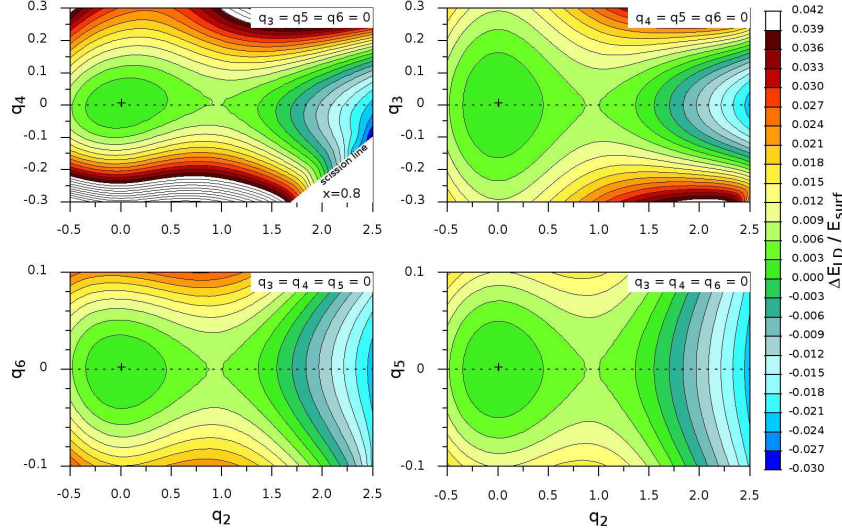 q3 = q5 = q6 = 0
q4 = q5 = q6 = 0
0.3
0.2
0.1
0
-0.1
-0.2
-0.3
q4
scission line
x=0.8
-0.5 0.0 0.5 1.0 1.5 2.0 2.5
0.3
0.2
0.1
0
-0.1
-0.2
-0.3
q3
-0.5 0.0 0.5 1.0 1.5 2.0 2.5
q3 = q4 = q5 = 0
q3 = q4 = q6 = 0
0.1
0
-0.1
q6
-0.5 0.0 0.5 1.0 1.5 2.0 2.5
q2
0.1
0
-0.1
q5
-0.5 0.0 0.5 1.0 1.5 2.0 2.5
q2
0.042
0.039
0.036
0.033
0.030
0.027
0.024
0.021
0.018
0.015
0.012
0.009
0.006
0.003
0.000
-0.003
-0.006
-0.009
-0.012
-0.015
-0.018
-0.021
-0.024
-0.027
-0.030
ΔELD / Esurf